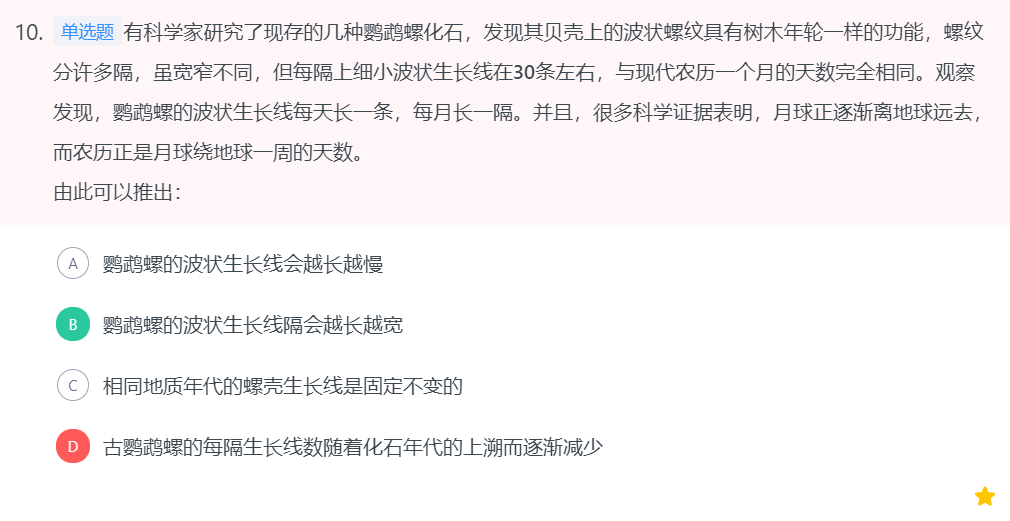 10. 单选题 有科学家研究了现存的几种鹦鹉螺化石，发现其贝壳上的波状螺纹具有树木年轮一样的功能，螺纹
分许多隔，虽宽窄不同，但每隔上细小波状生长线在30条左右，与现代农历一个月的天数完全相同。观察
发现，鹦鹉螺的波状生长线每天长一条，每月长一隔。并且，很多科学证据表明，月球正逐渐离地球远去，
而农历正是月球绕地球一周的天数。
由此可以推出：
A 鹦鹉螺的波状生长线会越长越慢
B 鹦鹉螺的波状生长线隔会越长越宽
C 相同地质年代的螺壳生长线是固定不变的
D 古鹦鹉螺的每隔生长线数随着化石年代的上溯而逐渐减少